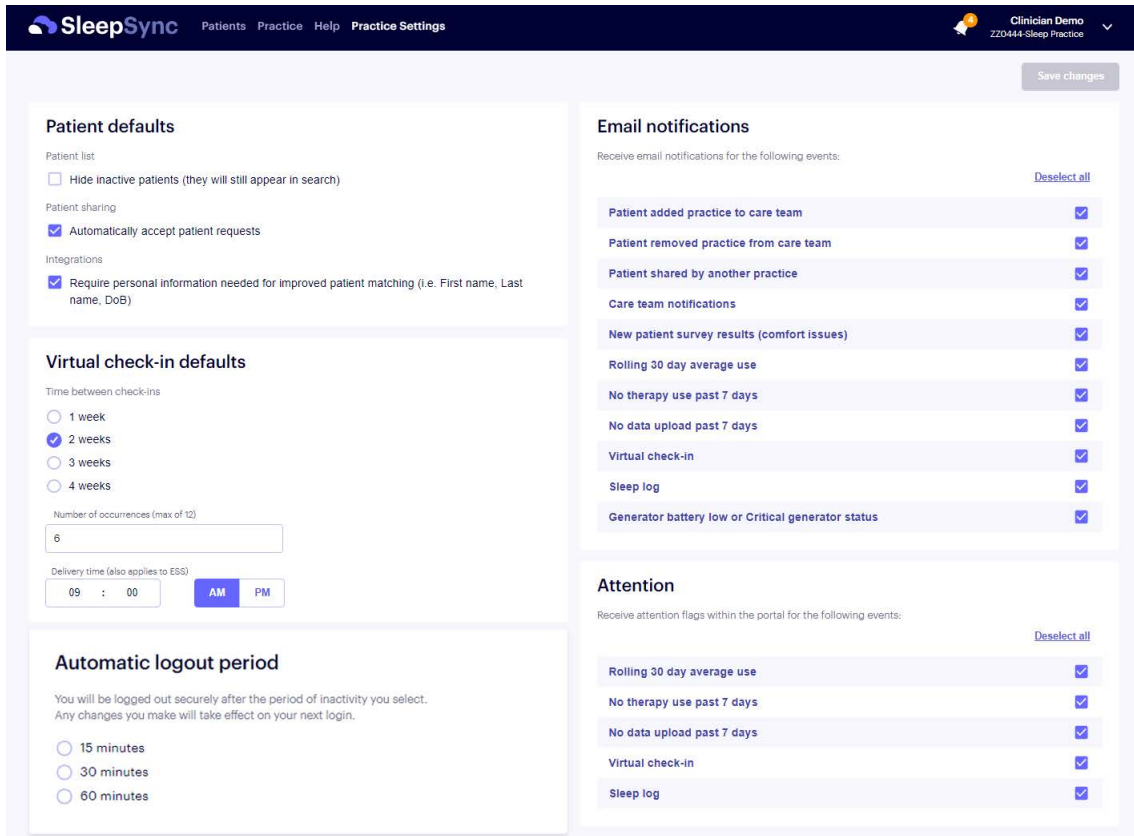 SleepSync
Patients Practice Help Practice Settings
4
Clinician Demo
ZZ0444-Sleep Practice
Save changes
Patient defaults
Patient list
Hide inactive patients (they will still appear in search)
Patient sharing
Automatically accept patient requests
Integrations
Require personal information needed for improved patient matching (i.e. First name, Last
name, DoB)
Virtual check-in defaults
Time between check-ins
1 week
2 weeks
3 weeks
4 weeks
Number of occurrences (max of 12)
6
Delivery time (also applies to ESS)
09 : 00 AM PM
Automatic logout period
You will be logged out securely after the period of inactivity you select.
Any changes you make will take effect on your next login.
15 minutes
30 minutes
60 minutes
Email notifications
Receive email notifications for the following events:
Deselect all
Patient added practice to care team
Patient removed practice from care team
Patient shared by another practice
Care team notifications
New patient survey results (comfort issues)
Rolling 30 day average use
No therapy use past 7 days
No data upload past 7 days
Virtual check-in
Sleep log
Generator battery low or Critical generator status
Attention
Receive attention flags within the portal for the following events:
Deselect all
Rolling 30 day average use
No therapy use past 7 days
No data upload past 7 days
Virtual check-in
Sleep log